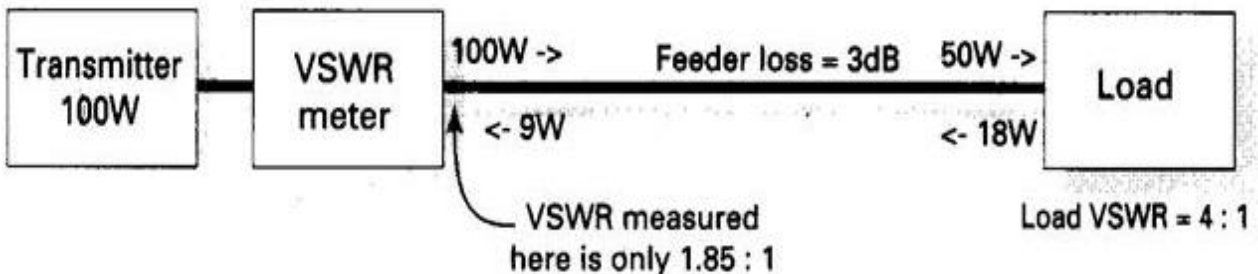 Transmitter
100W
VSWR
meter
100W ->
<- 9W
Feeder loss = 3dB
50W ->
<- 18W
Load
VSWR measured
here is only 1.85 : 1
Load VSWR = 4 : 1